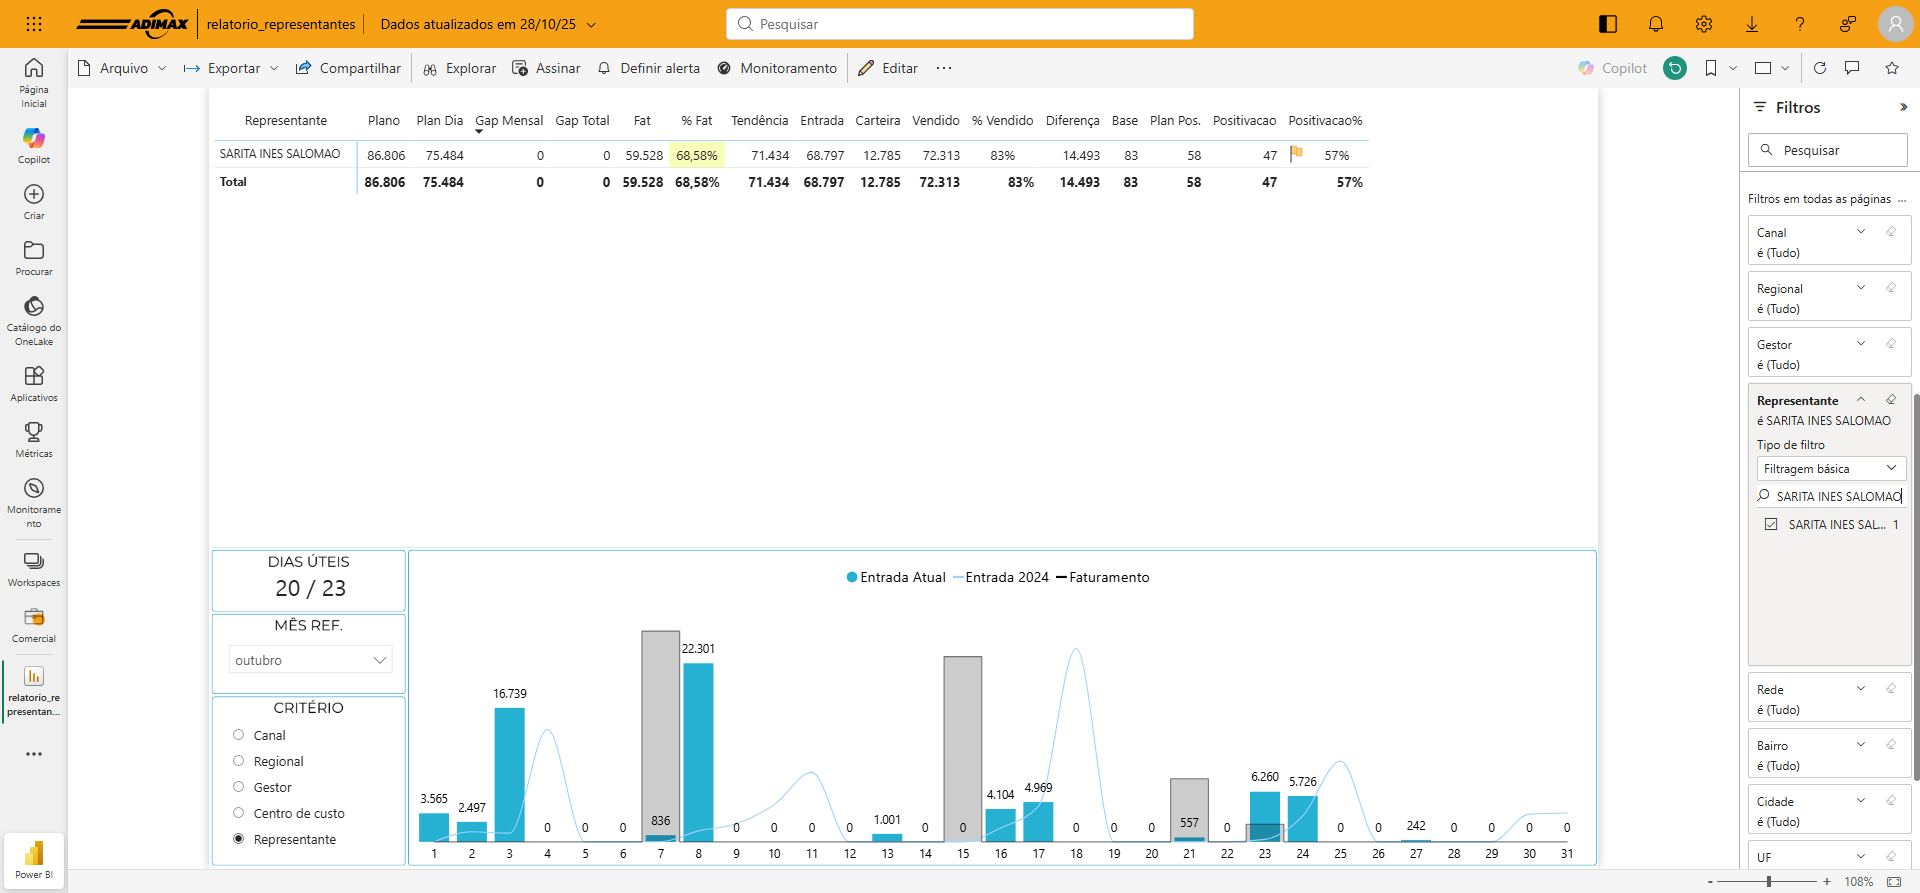 ADIMAX
relatorio_representantes
Dados atualizados em 28/10/25
Pesquisar
Arquivo
Exportar
Compartilhar
Explorar
Assinar
Definir alerta
Monitoramento
Editar
Copilot
Página
Inicial
Copilot
Criar
Procurar
Catálogo do
OneLake
Aplicativos
Métricas
Monitorame
nto
Workspaces
Comercial
relatorio_re
presentan...
Power BI
Representante Plano Plan Dia Gap Mensal Gap Total Fat % Fat Tendência Entrada Carteira Vendido % Vendido Diferença Base Plan Pos. Positivacao Positivacao%
SARITA INES SALOMAO 86.806 75.484 0 0 59.528 68,58% 71.434 68.797 12.785 72.313 83% 14.493 83 58 47 57%
Total 86.806 75.484 0 0 59.528 68,58% 71.434 68.797 12.785 72.313 83% 14.493 83 58 47 57%
DIAS ÚTEIS
20 / 23
MÊS REF.
outubro
CRITÉRIO
Canal
Regional
Gestor
Centro de custo
Representante
Entrada Atual Entrada 2024 Faturamento
3.565 2.497 16.739 0 0 0 836 22.301 0 0 0 0 1.001 0 0 4.104 4.969 0 0 0 557 0 6.260 5.726 0 0 242 0 0 0 0
1 2 3 4 5 6 7 8 9 10 11 12 13 14 15 16 17 18 19 20 21 22 23 24 25 26 27 28 29 30 31
Filtros
Pesquisar
Filtros em todas as páginas ...
Canal
é (Tudo)
Regional
é (Tudo)
Gestor
é (Tudo)
Representante
é SARITA INES SALOMAO
Tipo de filtro
Filtragem básica
SARITA INES SALOMAO
SARITA INES SAL... 1
Rede
é (Tudo)
Bairro
é (Tudo)
Cidade
é (Tudo)
UF
- + 108%